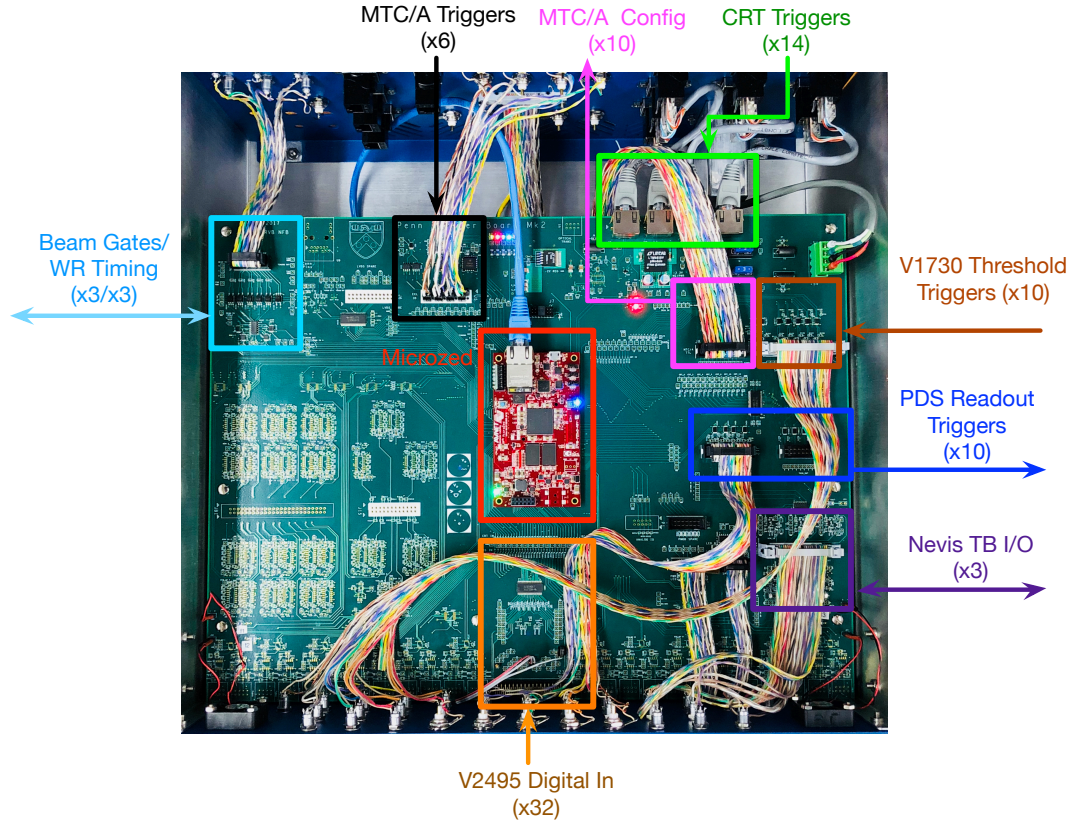 MTC/A Triggers
(x6)
MTC/A Config
(x10)
CRT Triggers
(x14)
Beam Gates/
WR Timing
(x3/x3)
V1730 Threshold
Triggers (x10)
Microzed
PDS Readout
Triggers
(x10)
Nevis TB I/O
(x3)
V2495 Digital In
(x32)